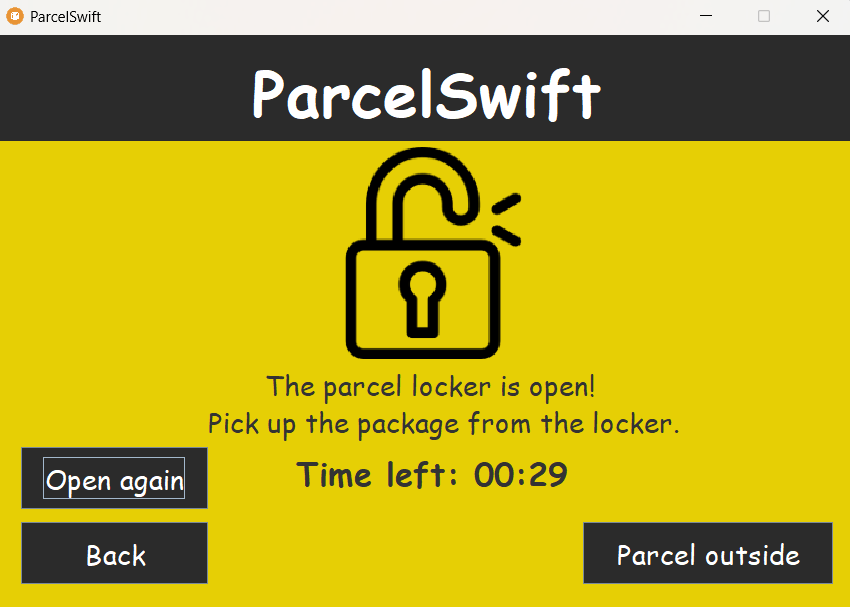 ParcelSwift
ParcelSwift
The parcel locker is open!
Pick up the package from the locker.
Time left: 00:29
Open again
Back
Parcel outside